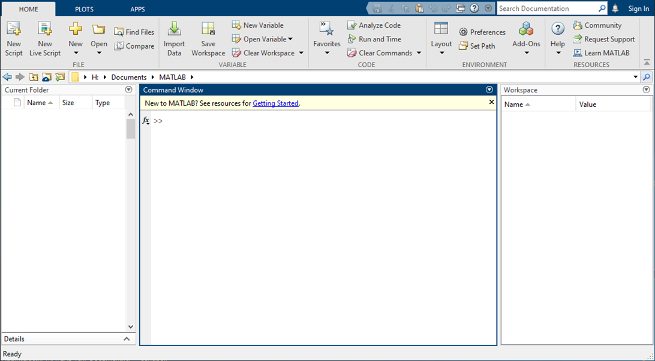 HOME PLOTS APPS Search Documentation Sign In
New Script
New Live Script
New
Open
Find Files
Compare
Import Data
Save Workspace
New Variable
Open Variable
Clear Workspace
Favorites
Analyze Code
Run and Time
Clear Commands
Layout
Preferences
Set Path
Add-Ons
Help
Community
Request Support
Learn MATLAB
FILE VARIABLE CODE ENVIRONMENT RESOURCES
H: Documents MATLAB
Current Folder
Name Size Type
Command Window
New to MATLAB? See resources for Getting Started.
fx >>
Workspace
Name Value
Details
Ready